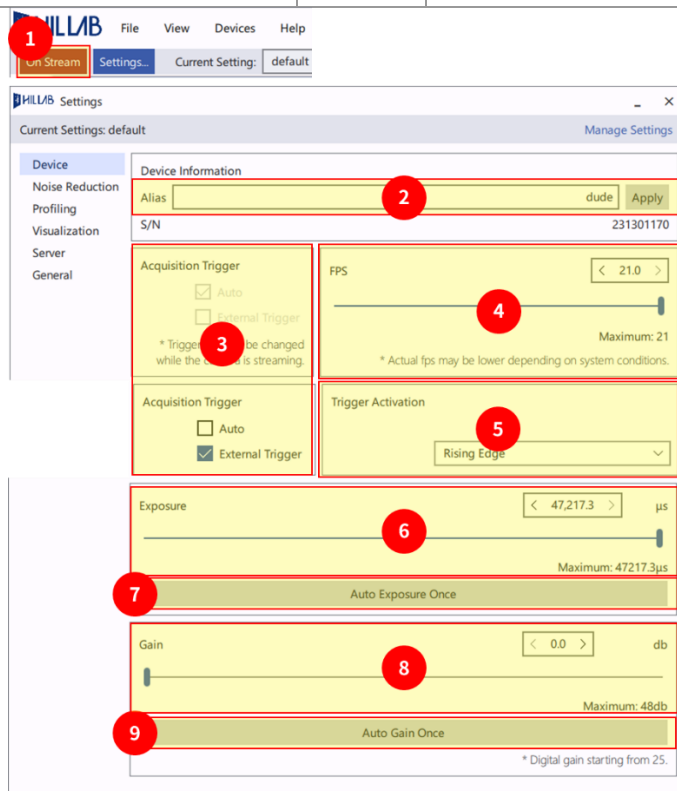 HILLAB File View Devices Help
1
On Stream Settings... Current Setting: default
HILLAB Settings
Current Settings: default Manage Settings
Device
Noise Reduction
Profiling
Visualization
Server
General
Device Information
Alias 2 dude Apply
S/N 231301170
Acquisition Trigger
Auto
External Trigger
3
* Trigger be changed
while the is streaming.
FPS < 21.0 >
4
Maximum: 21
* Actual fps may be lower depending on system conditions.
Acquisition Trigger
Auto
External Trigger
Trigger Activation
5
Rising Edge
Exposure < 47,217.3 > μs
6
Maximum: 47217.3μs
7 Auto Exposure Once
Gain < 0.0 > db
8
Maximum: 48db
9 Auto Gain Once
* Digital gain starting from 25.